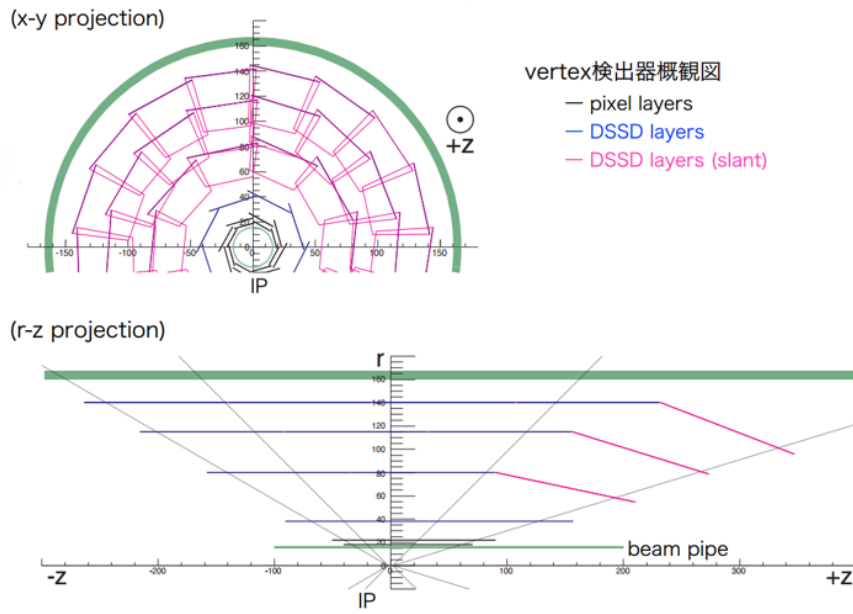 (x-y projection)
160
140
120
100
80
60
40
20
0
-150
-100
-50
0
50
100
150
IP
+z
vertex検出器概観図
pixel layers
DSSD layers
DSSD layers (slant)
(r-z projection)
r
160
140
120
100
80
60
40
20
0
beam pipe
-z
-200
-100
0
100
200
300
+z
IP